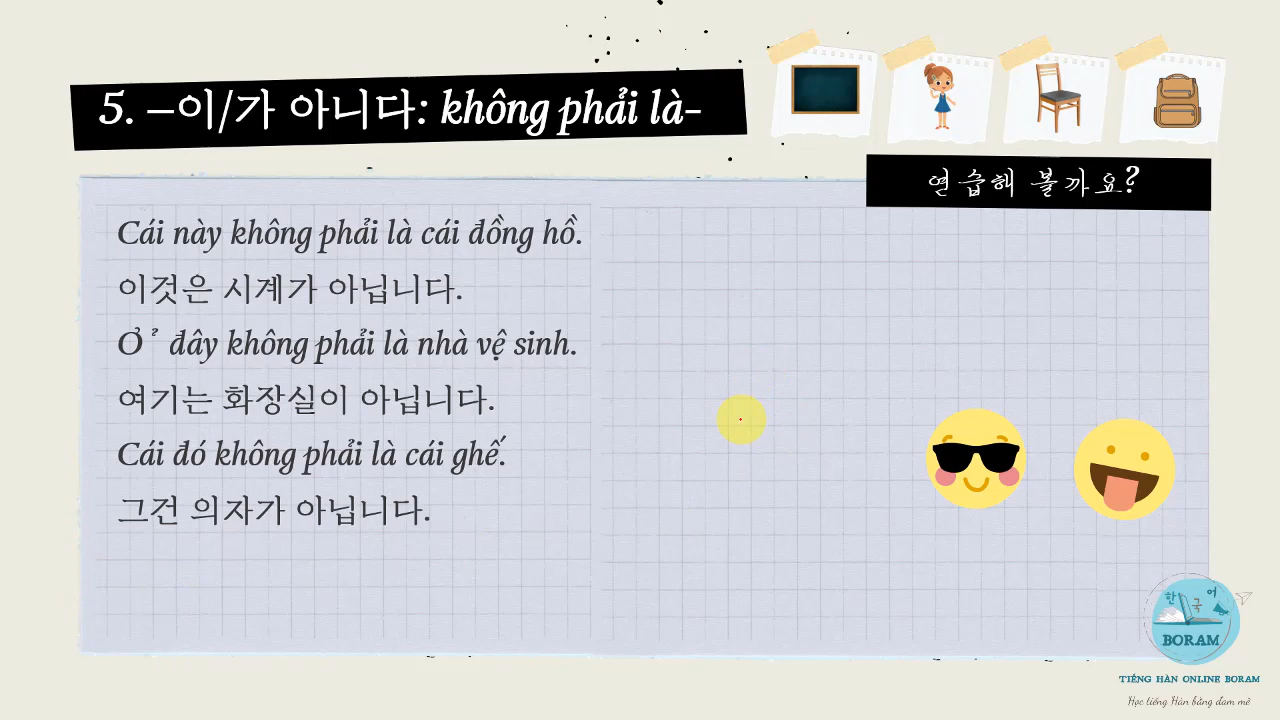 5. –이/가 아니다: không phải là-
연습해 볼까요?
Cái này không phải là cái đồng hồ.
이것은 시계가 아닙니다.
Ở đây không phải là nhà vệ sinh.
여기는 화장실이 아닙니다.
Cái đó không phải là cái ghế.
그건 의자가 아닙니다.
한
국
어
BORAM
TIẾNG HÀN ONLINE BORAM
Học tiếng Hàn bằng đam mê